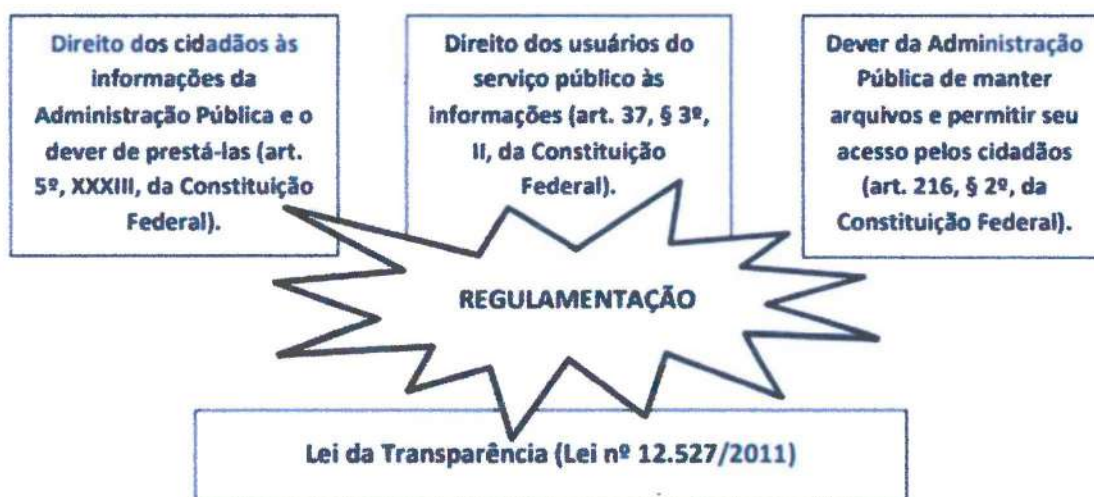 Direito dos cidadãos às
informações da
Administração Pública e o
dever de prestá-las (art.
5º, XXXIII, da Constituição
Federal).
Direito dos usuários do
serviço público às
informações (art. 37, § 3º,
II, da Constituição
Federal).
Dever da Administração
Pública de manter
arquivos e permitir seu
acesso pelos cidadãos
(art. 216, § 2º, da
Constituição Federal).
REGULAMENTAÇÃO
Lei da Transparência (Lei nº 12.527/2011)